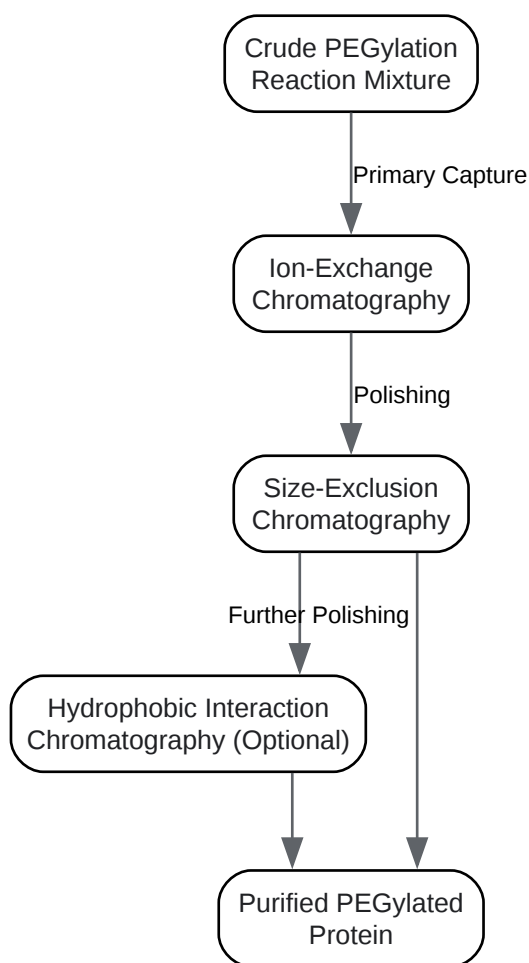 Crude PEGylation
Reaction Mixture
Primary Capture
Ion-Exchange
Chromatography
Polishing
Size-Exclusion
Chromatography
Further Polishing
Hydrophobic Interaction
Chromatography (Optional)
Purified PEGylated
Protein